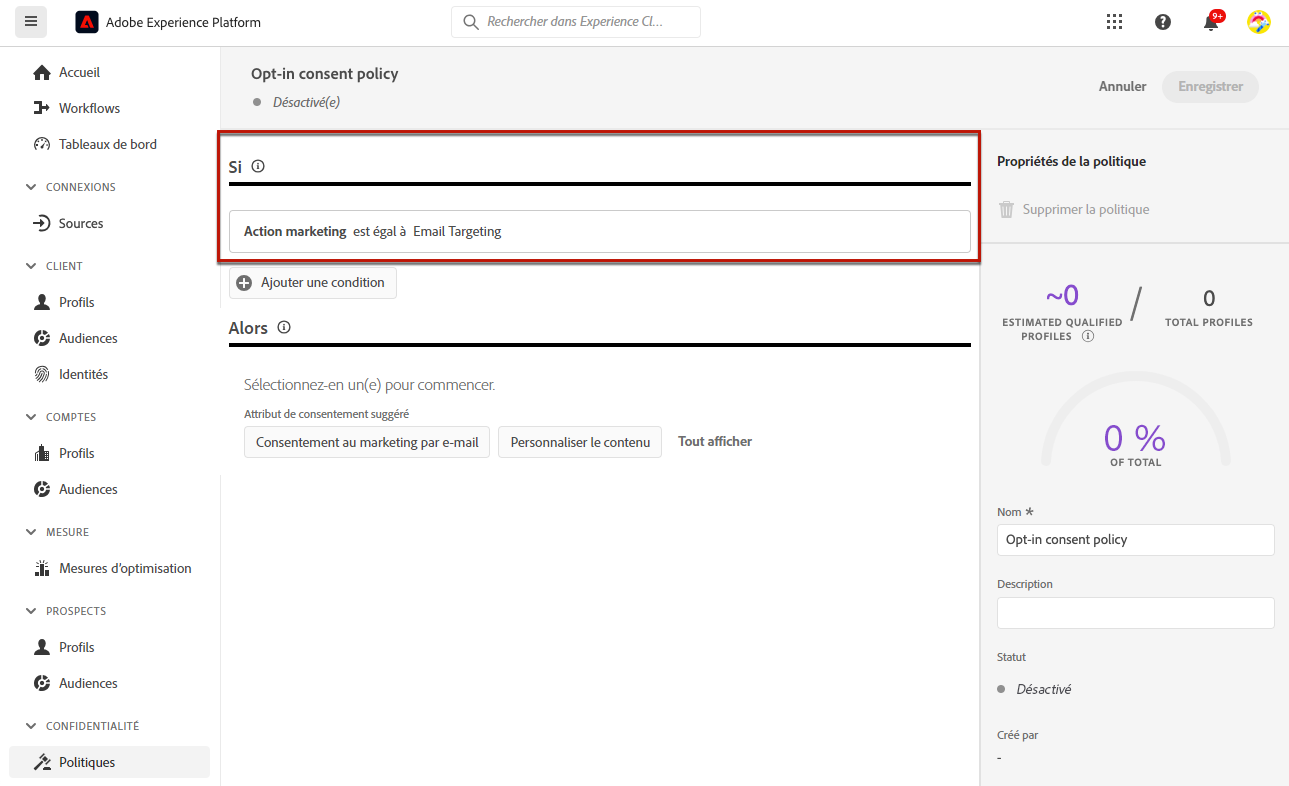 Adobe Experience Platform
Rechercher dans Experience Cl...
9+
Accueil
Workflows
Tableaux de bord
CONNEXIONS
Sources
CLIENT
Profils
Audiences
Identités
COMPTES
Profils
Audiences
MESURE
Mesures d'optimisation
PROSPECTS
Profils
Audiences
CONFIDENTIALITÉ
Politiques
Opt-in consent policy
Désactivé(e)
Annuler
Enregistrer
Si
Action marketing est égal à Email Targeting
Ajouter une condition
Alors
Sélectionnez-en un(e) pour commencer.
Attribut de consentement suggéré
Consentement au marketing par e-mail
Personnaliser le contenu
Tout afficher
Propriétés de la politique
Supprimer la politique
~0
/
0
ESTIMATED QUALIFIED
PROFILES
TOTAL PROFILES
0 %
OF TOTAL
Nom *
Opt-in consent policy
Description
Statut
Désactivé
Créé par
-